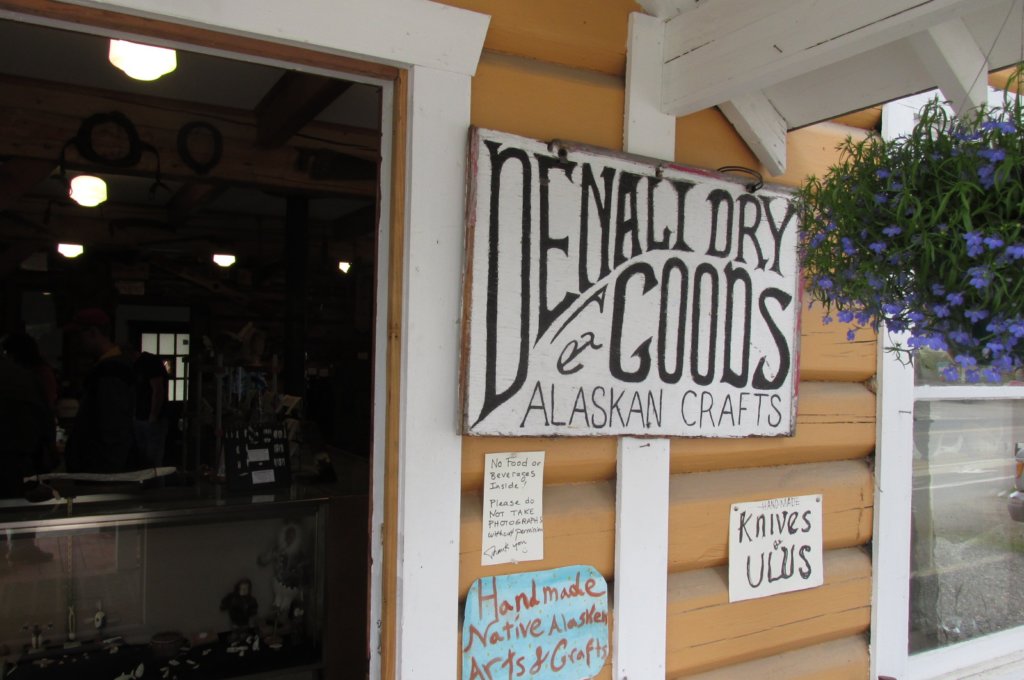 DENALI DRY
GOODS
&
ALASKAN CRAFTS
No Food or
Beverages
Inside!
Please do
NOT TAKE
PHOTOGRAPHS
without permission
Thank you
HANDMADE
Knives
or
ULUS
Handmade
Native Alaskan
Arts & Crafts